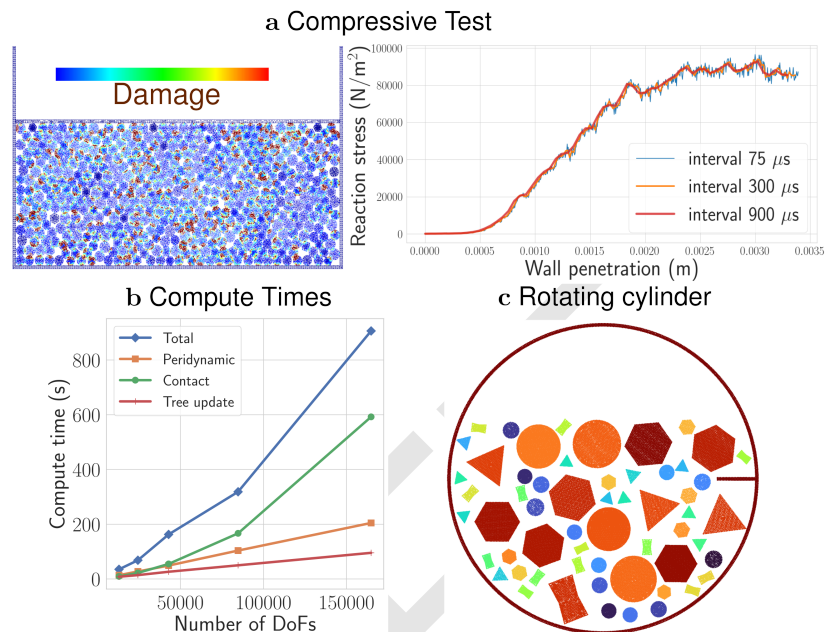 a Compressive Test
Damage
Reaction stress (N/m²)
100000
80000
60000
40000
20000
0
interval 75 μs
interval 300 μs
interval 900 μs
0.0000 0.0005 0.0010 0.0015 0.0020 0.0025 0.0030 0.0035
Wall penetration (m)
b Compute Times
Compute time (s)
800
600
400
200
0
Total
Peridynamic
Contact
Tree update
50000 100000 150000
Number of DoFs
c Rotating cylinder